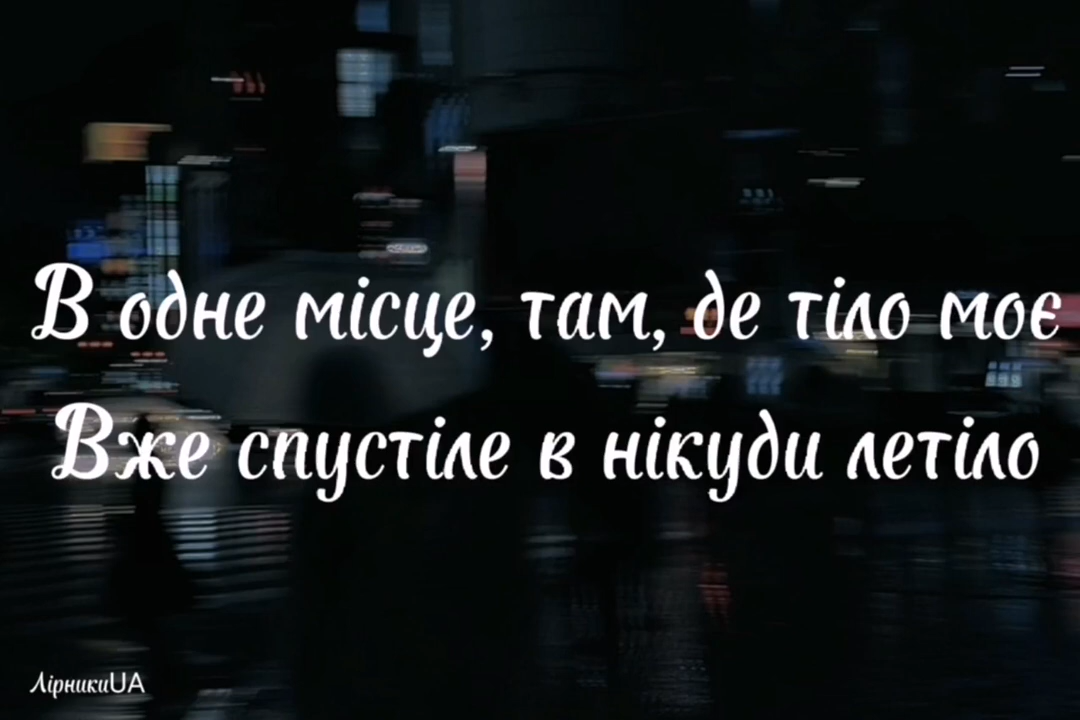 В одне місце, там, де тіло моє
Вже спустіле в нікуди летіло
ЛірникиUA